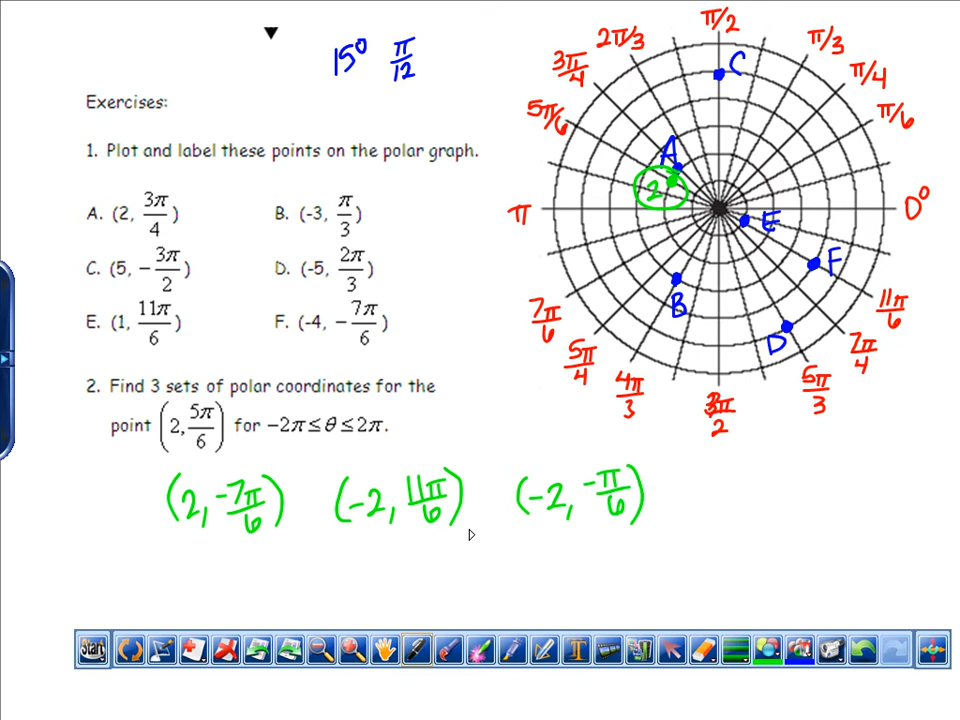 15° π/12
Exercises:
1. Plot and label these points on the polar graph.
A. (2, 3π/4) B. (-3, π/3)
C. (5, -3π/2) D. (-5, 2π/3)
E. (1, 11π/6) F. (-4, -7π/6)
2. Find 3 sets of polar coordinates for the
point (2, 5π/6) for -2π≤θ≤2π.
(2, -7π/6) (-2, 11π/6) (-2, -π/6)
π/2
2π/3 π/3
3π/4 π/4
5π/6 π/6
C
A
2
π 0°
E
F
B
D
7π/6 11π/6
5π/4 7π/4
4π/3 5π/3
3π/2
Start
T